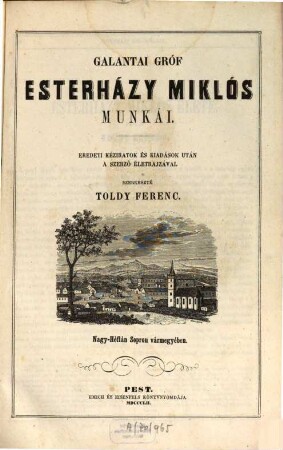 GALANTAI GRÓF
ESTERHÁZY MIKLÓS
MUNKÁI.
EREDETI KÉZIRATOK ÉS KIADÁSOK UTÁN
A SZERZŐ ÉLETRAJZÁVAL
TOLDY FERENC.
Nagy-Höflán Sopron vármegyében.
PEST.
EMICH ÉS EISENFELS KÖNYVNYOMDÁJA
MDCCCLII.